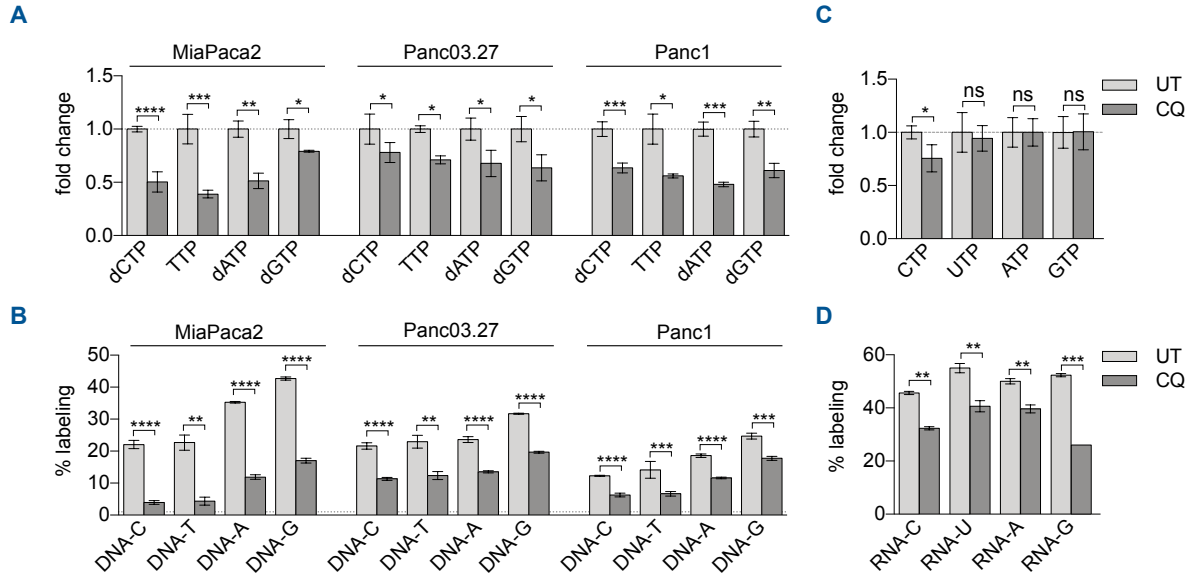 A
MiaPaca2
Panc03.27
Panc1
fold change
1.5
1.0
0.5
0.0
**** *** ** *
* * * *
*** * *** **
dCTP TTP dATP dGTP
dCTP TTP dATP dGTP
dCTP TTP dATP dGTP
C
fold change
1.5
1.0
0.5
0.0
* ns ns ns
CTP UTP ATP GTP
UT
CQ
B
MiaPaca2
Panc03.27
Panc1
% labeling
50
40
30
20
10
0
**** ** **** ****
**** ** **** ****
**** *** **** ***
DNA-C DNA-T DNA-A DNA-G
DNA-C DNA-T DNA-A DNA-G
DNA-C DNA-T DNA-A DNA-G
D
% labeling
60
40
20
0
** ** ** ***
RNA-C RNA-U RNA-A RNA-G
UT
CQ